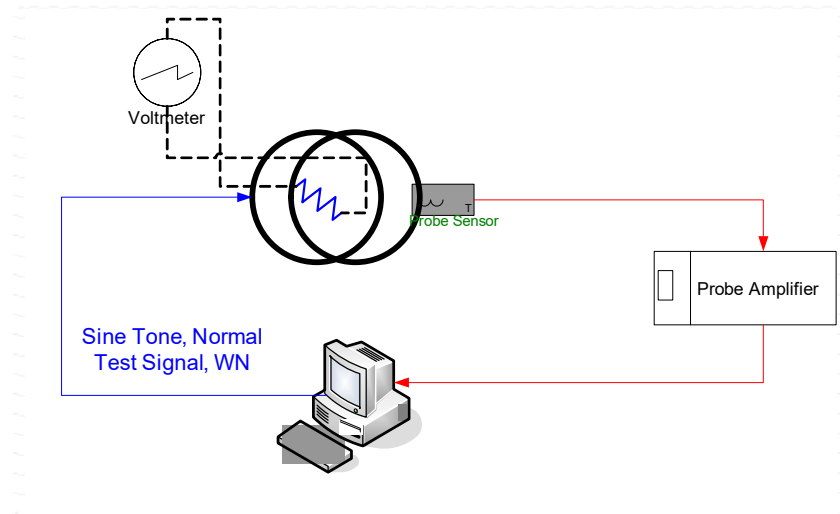 Voltmeter
T
Probe Sensor
Probe Amplifier
Sine Tone, Normal
Test Signal, WN